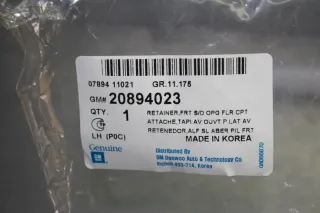 07894 11021 GR.11.175
GM# 20894023
QTY. 1
RETAINER,FRT S/D OPG FLR CPT
ATTACHE,TAPI AV OUVT P.LAT AV
RETENEDOR,ALF SL ABER P/L FRT
LH (P0C) MADE IN KOREA
Genuine
GM
Distributed By
GM Daewoo Auto & Technology Co
UA005070